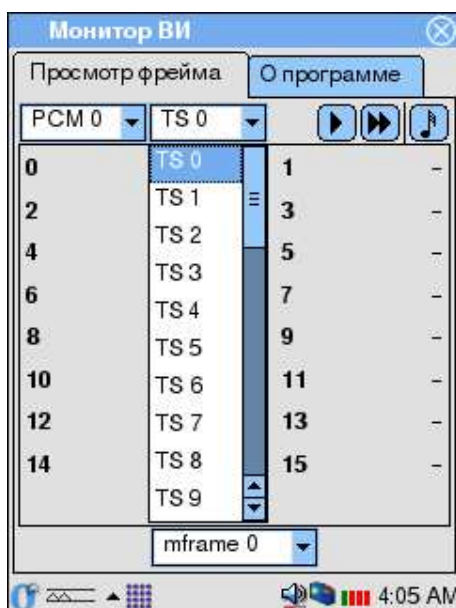 Монитор ВИ
Просмотр фрейма О программе
PCM 0 TS 0
0 TS 0 1 -
2 TS 1 3 -
4 TS 2 5 -
6 TS 3 7 -
8 TS 4 9 -
10 TS 5 11 -
12 TS 6 13 -
14 TS 7 15 -
TS 8
TS 9
mframe 0
4:05 AM